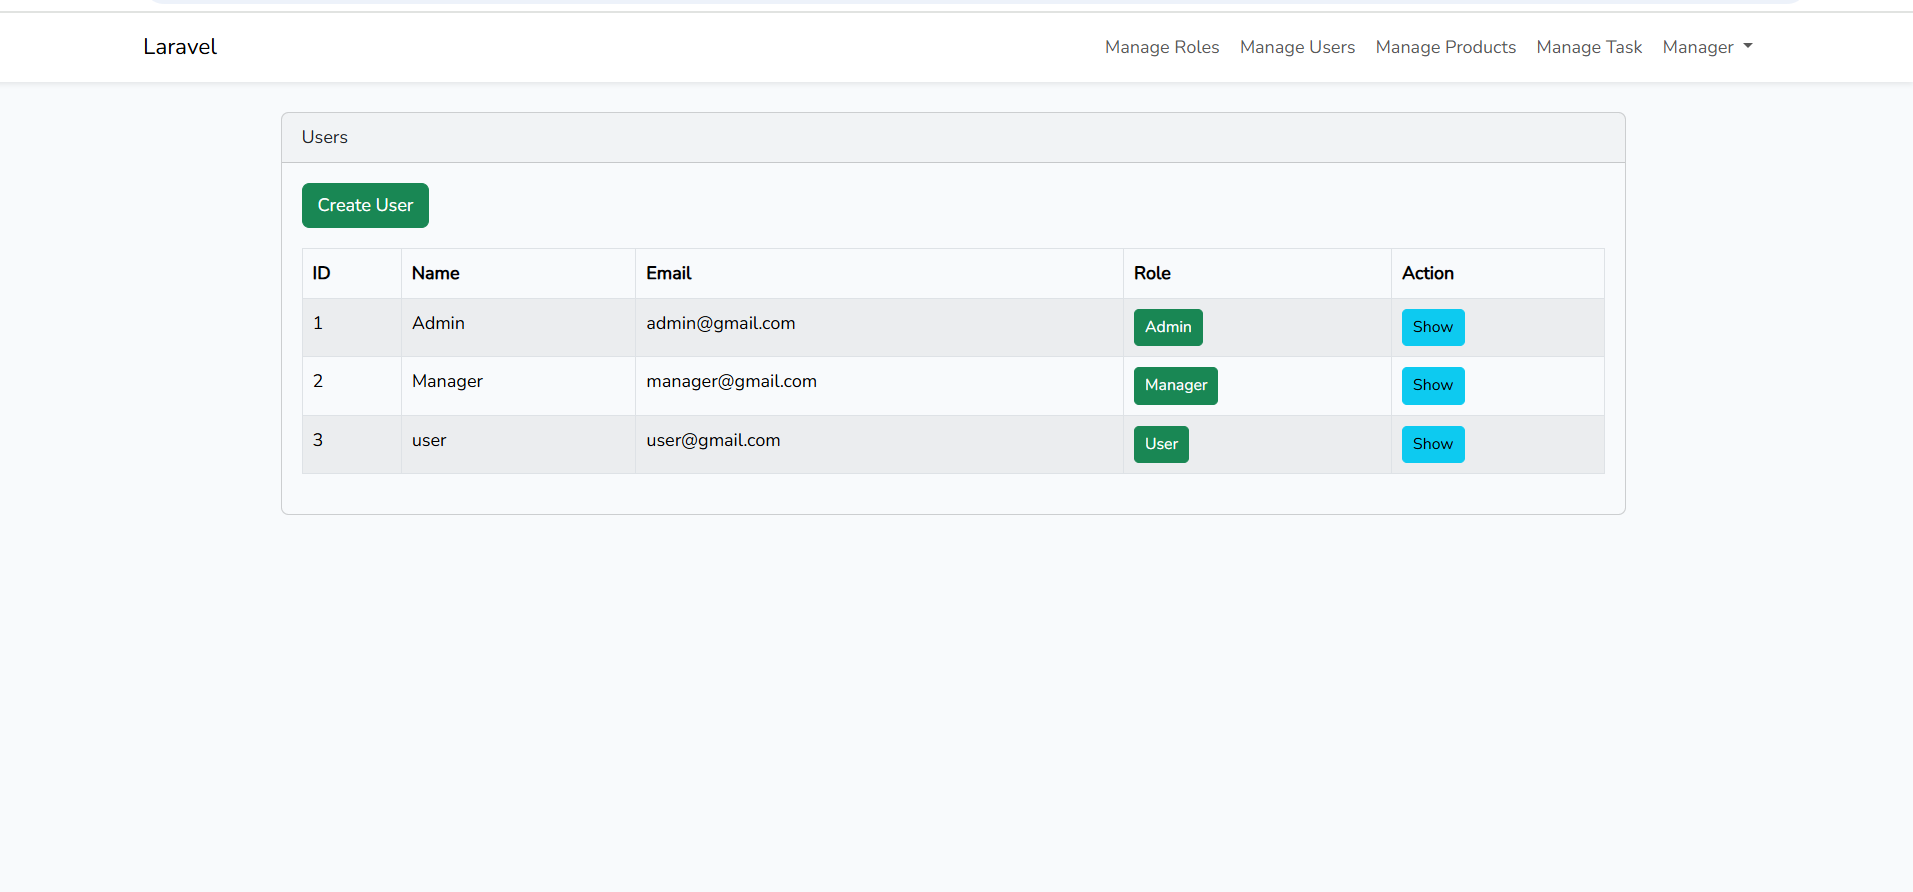 Laravel
Manage Roles Manage Users Manage Products Manage Task Manager
Users
Create User
ID Name Email Role Action
1 Admin admin@gmail.com Admin Show
2 Manager manager@gmail.com Manager Show
3 user user@gmail.com User Show